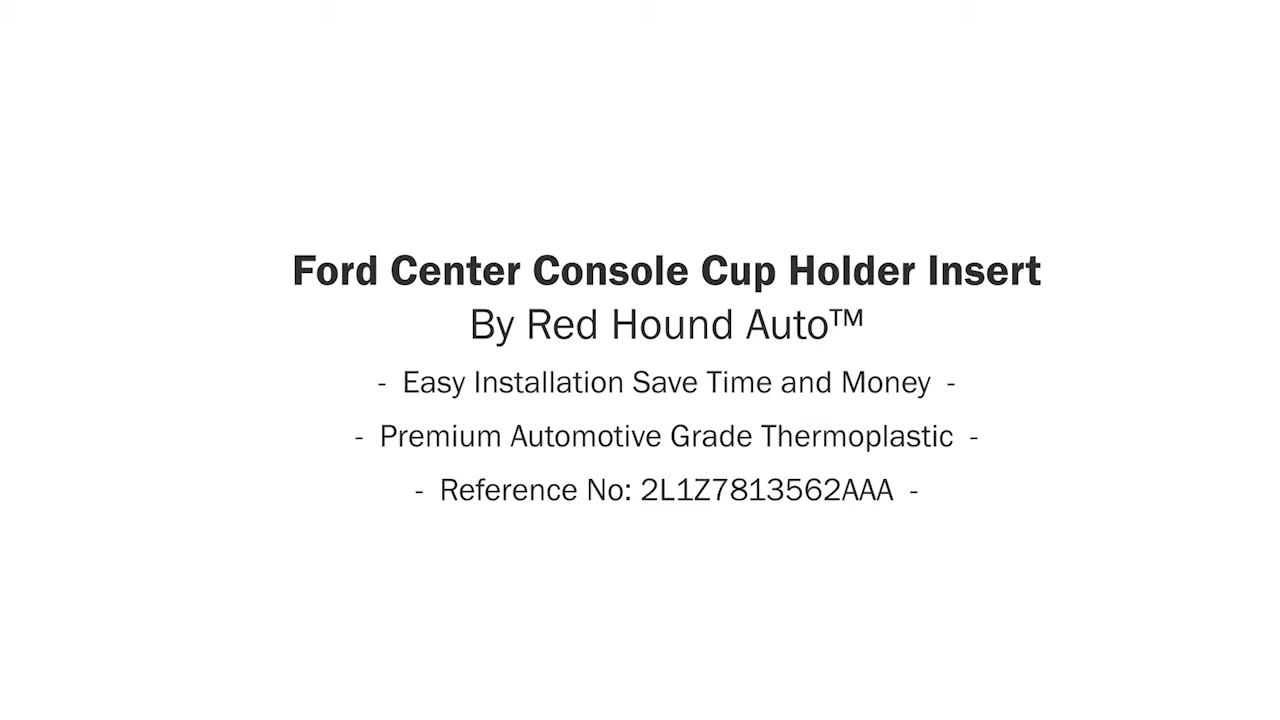 Ford Center Console Cup Holder Insert
By Red Hound Auto™
- Easy Installation Save Time and Money -
- Premium Automotive Grade Thermoplastic -
- Reference No: 2L1Z7813562AAA -